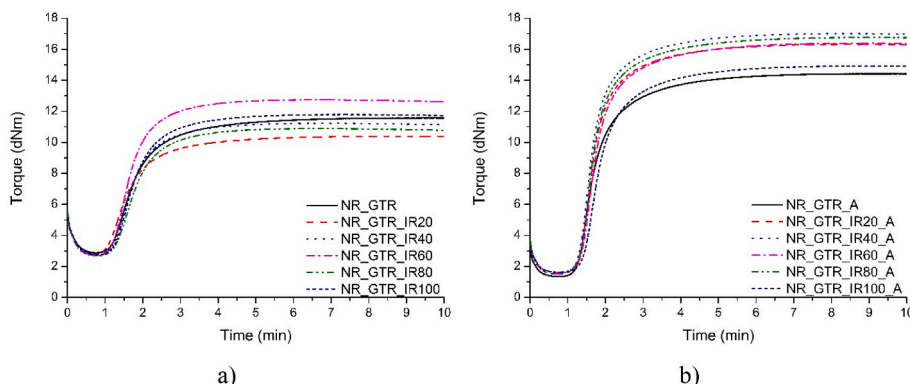 18
16
14
12
10
8
6
4
2
0
Torque (dNm)
NR_GTR
NR_GTR_IR20
NR_GTR_IR40
NR_GTR_IR60
NR_GTR_IR80
NR_GTR_IR100
0 1 2 3 4 5 6 7 8 9 10
Time (min)
a)
18
16
14
12
10
8
6
4
2
0
Torque (dNm)
NR_GTR_A
NR_GTR_IR20_A
NR_GTR_IR40_A
NR_GTR_IR60_A
NR_GTR_IR80_A
NR_GTR_IR100_A
0 1 2 3 4 5 6 7 8 9 10
Time (min)
b)